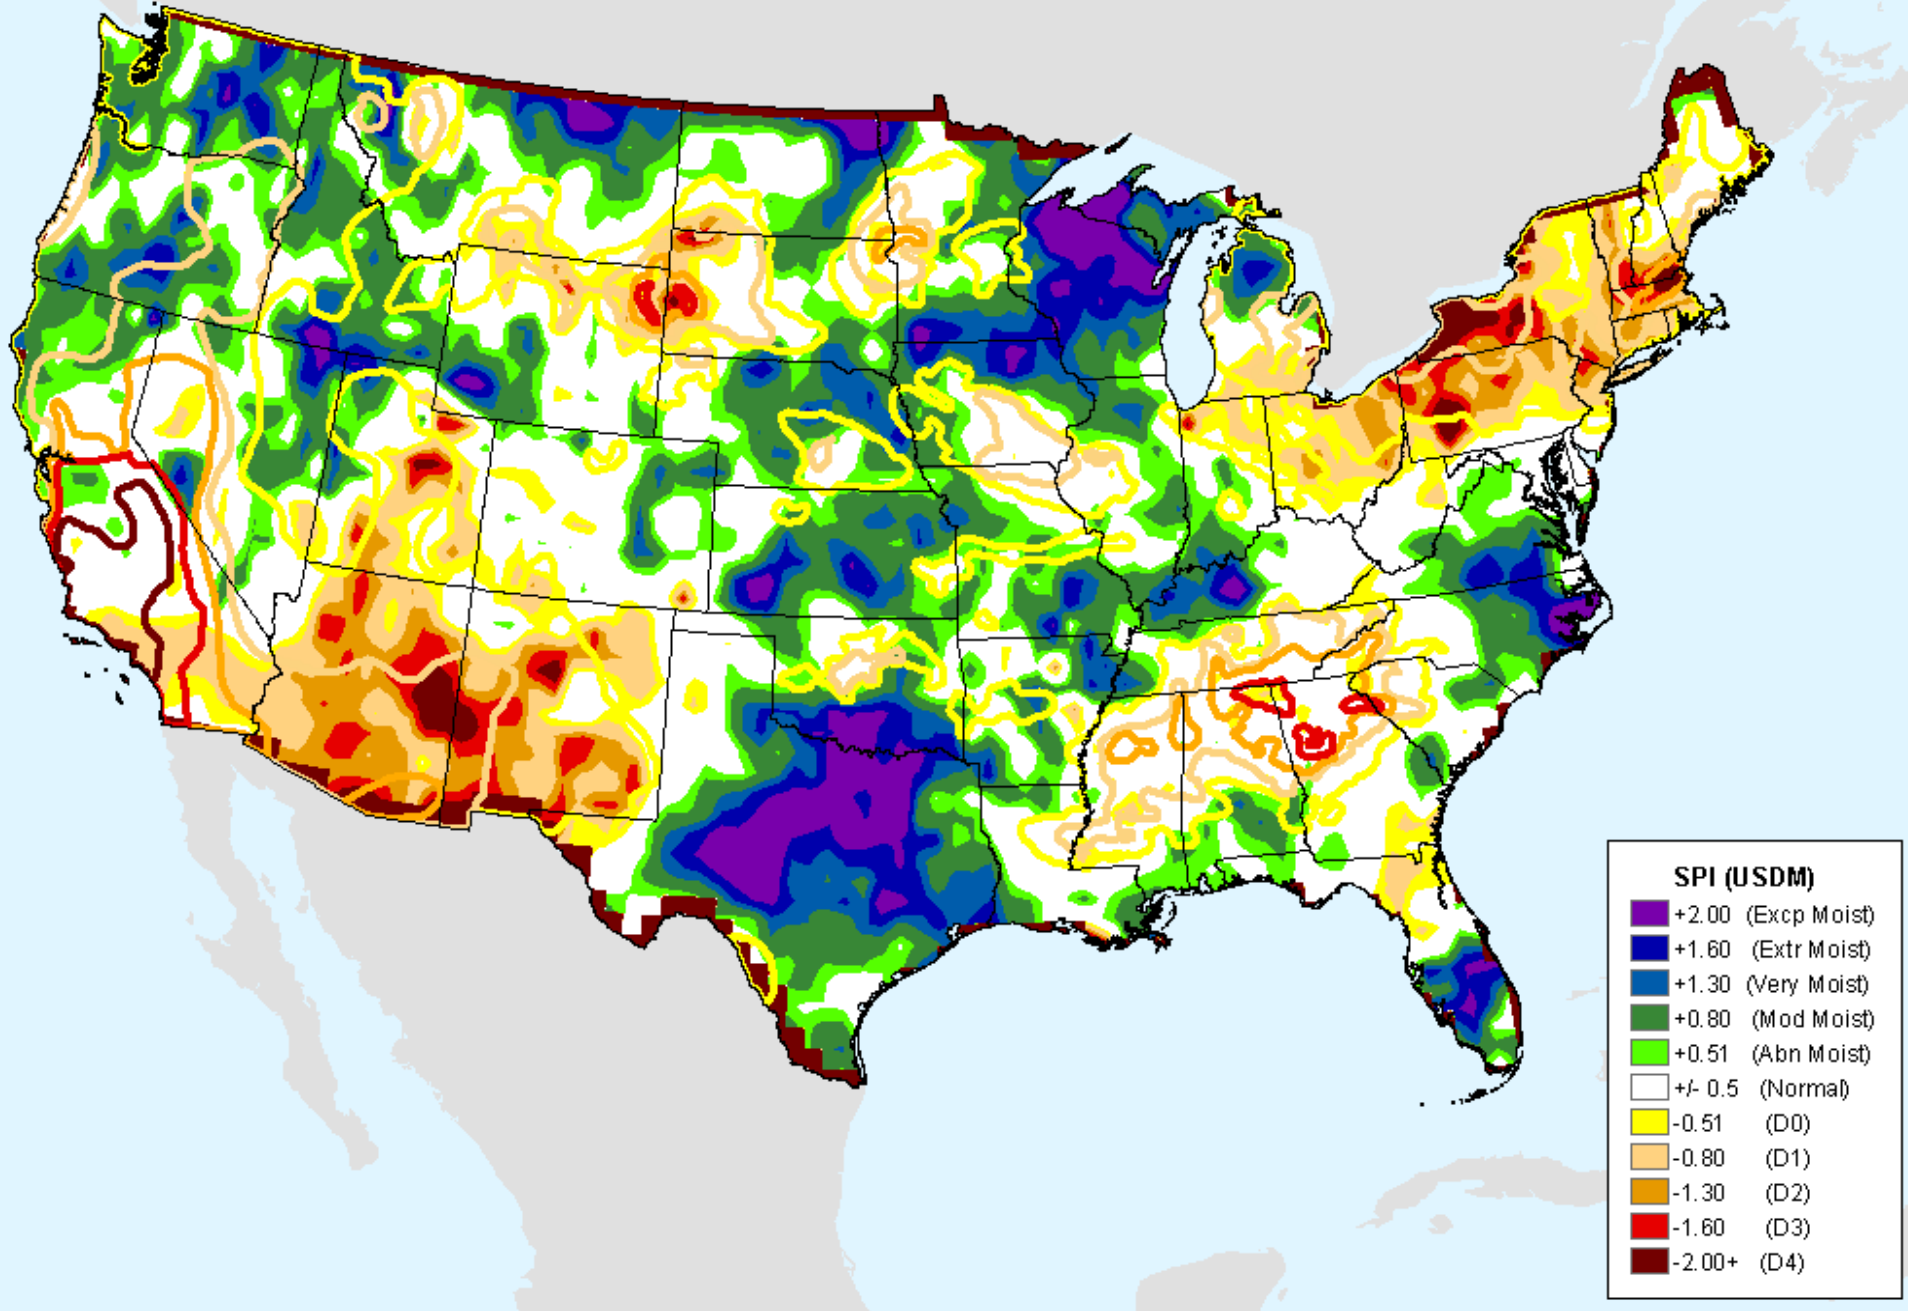 SPI (USDM)
+2.00 (Excp Moist)
+1.60 (Extr Moist)
+1.30 (Very Moist)
+0.80 (Mod Moist)
+0.51 (Abn Moist)
+/- 0.5 (Normal)
-0.51 (D0)
-0.80 (D1)
-1.30 (D2)
-1.60 (D3)
-2.00+ (D4)